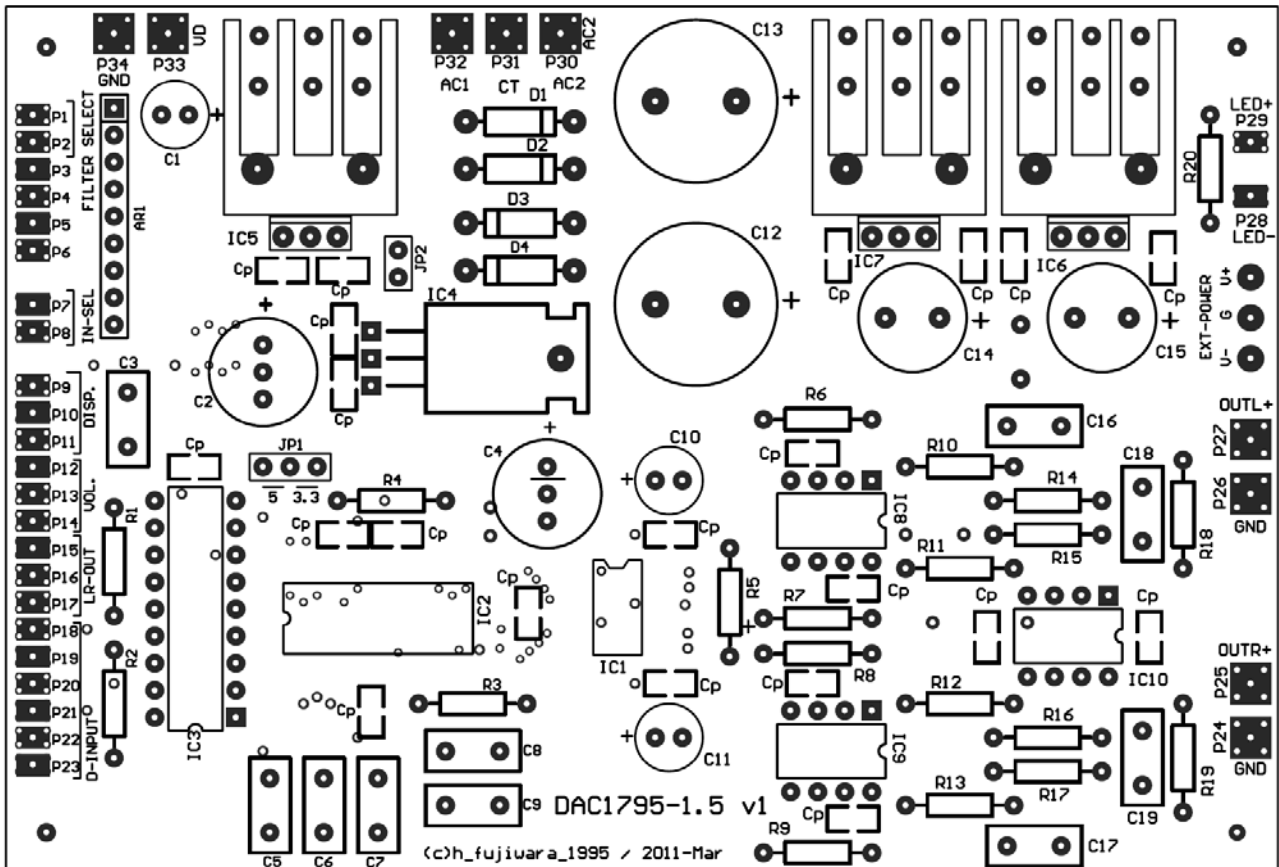 P34
GND
P33
VD
P32
AC1
P31
CT
P30
AC2
AC2
C13
LED+
P29
P28
LED-
R20
P1
P2
P3
P4
P5
P6
FILTER SELECT
AR1
C1
D1
D2
D3
D4
IC5
JP2
Cp
Cp
IC4
C12
IC7
IC6
Cp
Cp
Cp
Cp
C14
C15
EXT-POWER
V+
G
V-
P7
P8
IN-SEL
C3
C2
Cp
Cp
P9
P10
P11
DISP.
P12
P13
P14
VOL.
P15
P16
P17
LR-OUT
P18
P19
P20
P21
P22
P23
D-INPUT
Cp
JP1
5
3.3
R4
C4
C10
R6
Cp
C16
OUTL+
P27
P26
GND
R10
C18
R14
R15
R18
IC8
R11
R1
Cp
Cp
Cp
Cp
R5
+
IC2
IC1
R7
R8
Cp
Cp
Cp
IC10
OUTR+
P25
P24
GND
R2
IC3
R3
Cp
Cp
Cp
R12
R16
R17
R13
C19
R19
C11
IC9
C8
C9
DAC1795-1.5 v1
Cp
R9
C17
C5
C6
C7
(c)h_fujiwara_1995 / 2011-Mar